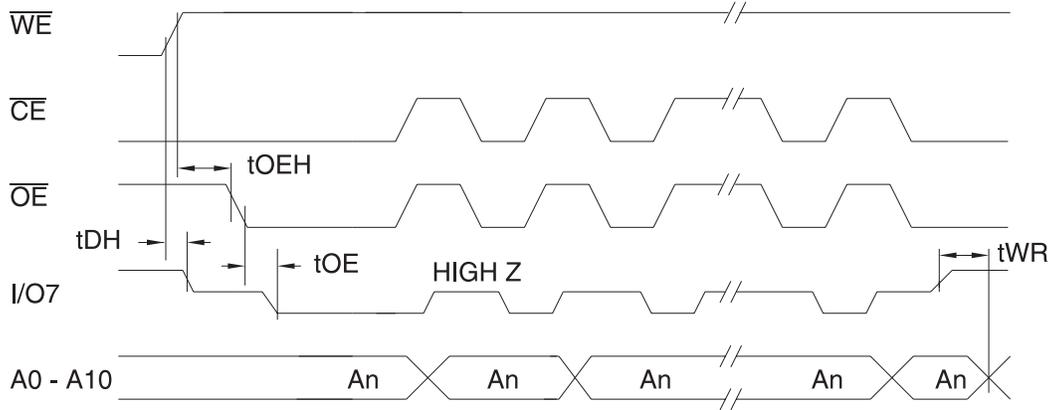 WE
CE
tOEH
OE
tDH
tOE
HIGH Z
tWR
I/O7
A0 - A10 An An An An An